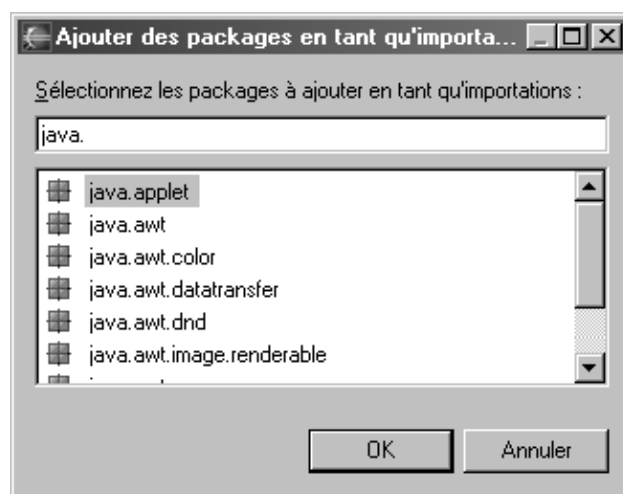 Ajouter des packages en tant qu'importa...
Sélectionnez les packages à ajouter en tant qu'importations :
java.
java.applet
java.awt
java.awt.color
java.awt.datatransfer
java.awt.dnd
java.awt.image.renderable
OK Annuler